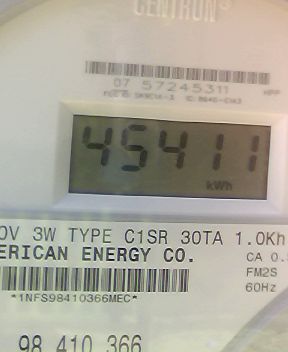 CENTRON®
07 57245311
45411
kWh
0V 3W TYPE C1SR 30TA 1.0Kh
ERICAN ENERGY CO.
CA 0.5
FM2S
*1NFS98410366MEC*
60Hz
98 410 366